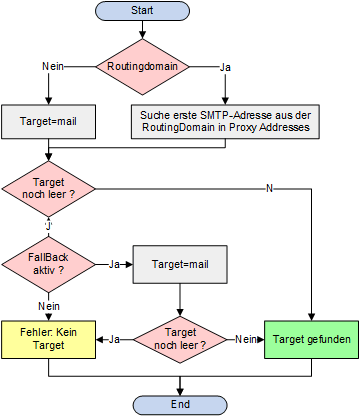 Start
Routingdomain
Nein
Ja
Target=mail
Suche erste SMTP-Adresse aus der
RoutingDomain in Proxy Addresses
Target
noch leer ?
N
'J'
FallBack
aktiv ?
Ja
Target=mail
Nein
Fehler: Kein
Target
Ja
Target
noch leer ?
Nein
Target gefunden
End